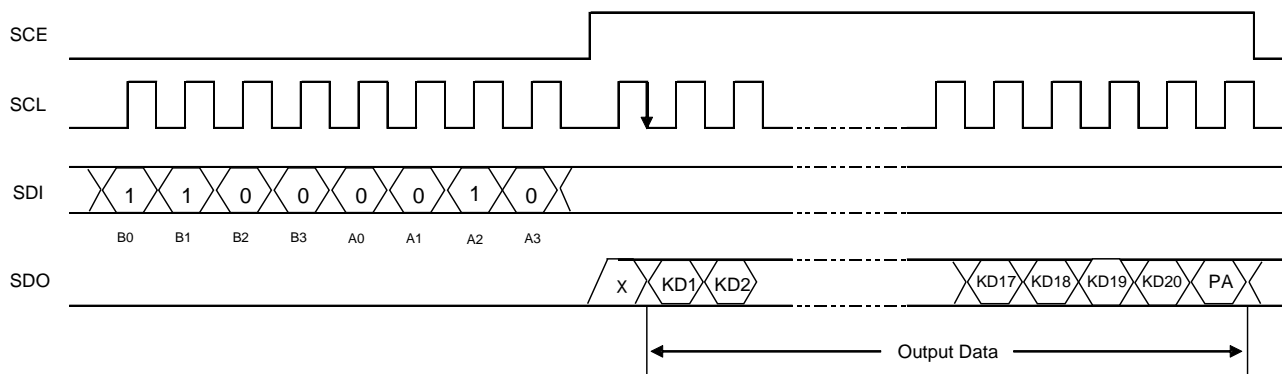 SCE
SCL
SDI
1 1 0 0 0 0 1 0
B0 B1 B2 B3 A0 A1 A2 A3
SDO
X KD1 KD2 KD17 KD18 KD19 KD20 PA
Output Data